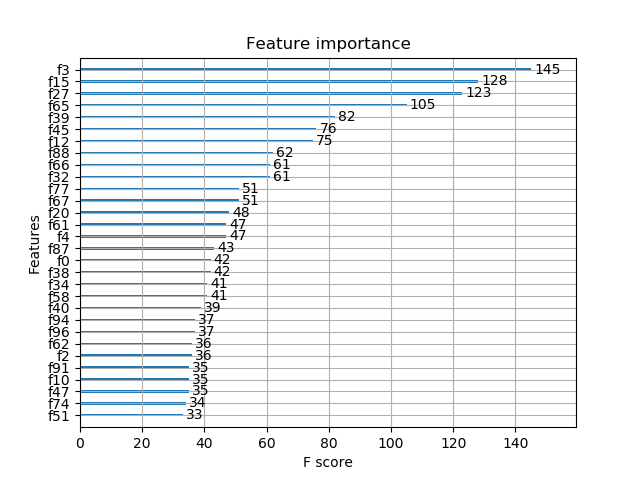 Feature importance
f3 145
f15 128
f27 123
f65 105
f39 82
f45 76
f12 75
f88 62
f66 61
f32 61
f77 51
f67 51
f20 48
f61 47
f4 47
f87 43
f0 42
f38 42
f34 41
f58 41
f40 39
f94 37
f96 37
f62 36
f2 36
f91 35
f10 35
f47 35
f74 34
f51 33
Features
0 20 40 60 80 100 120 140
F score